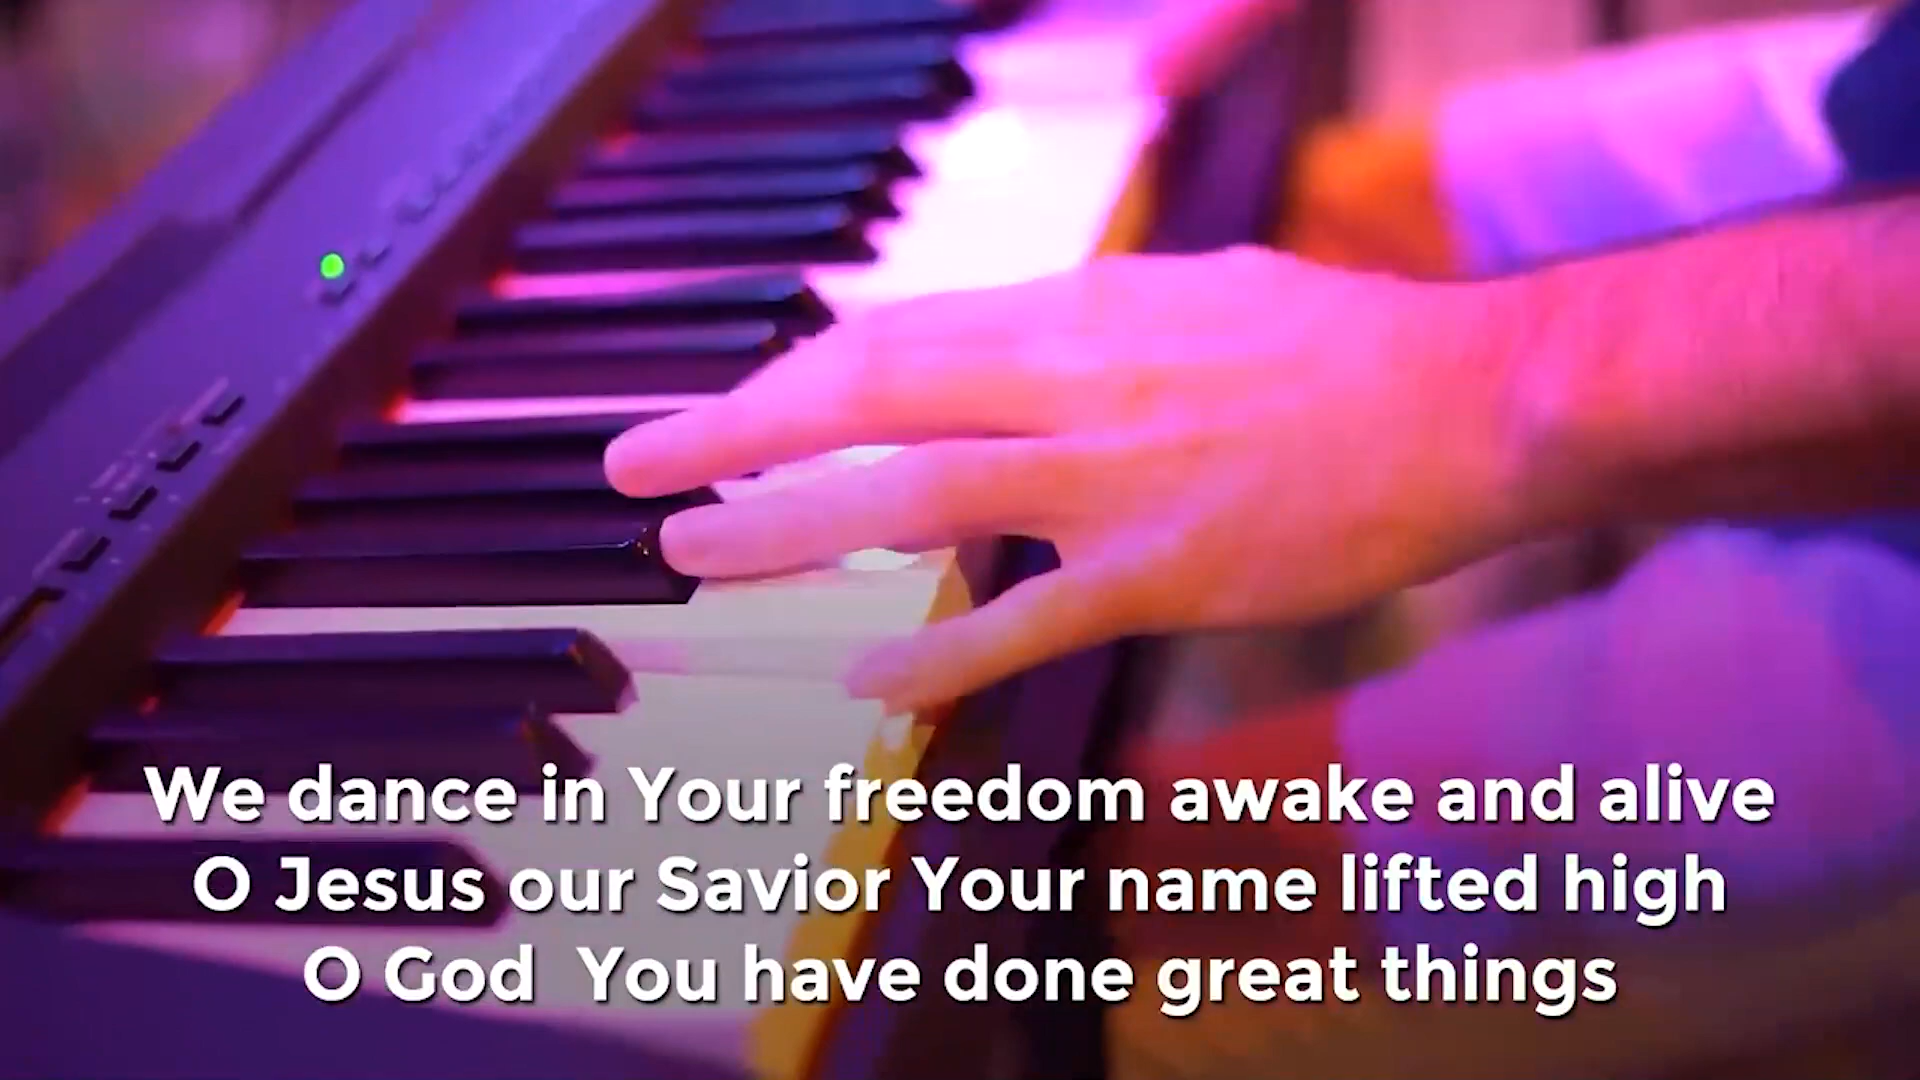 We dance in Your freedom awake and alive
O Jesus our Savior Your name lifted high
O God  You have done great things